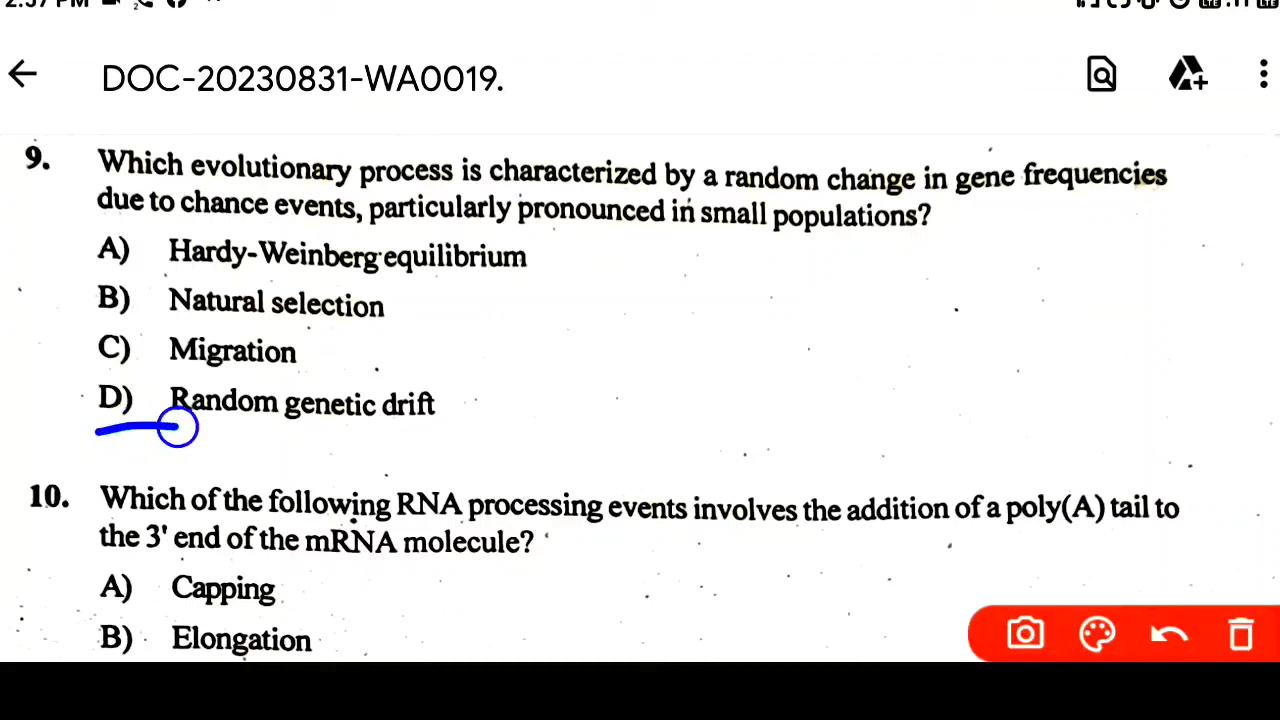 DOC-20230831-WA0019.
9. Which evolutionary process is characterized by a random change in gene frequencies
due to chance events, particularly pronounced in small populations?
A) Hardy-Weinberg equilibrium
B) Natural selection
C) Migration
D) Random genetic drift
10. Which of the following RNA processing events involves the addition of a poly(A) tail to
the 3' end of the mRNA molecule?
A) Capping
B) Elongation